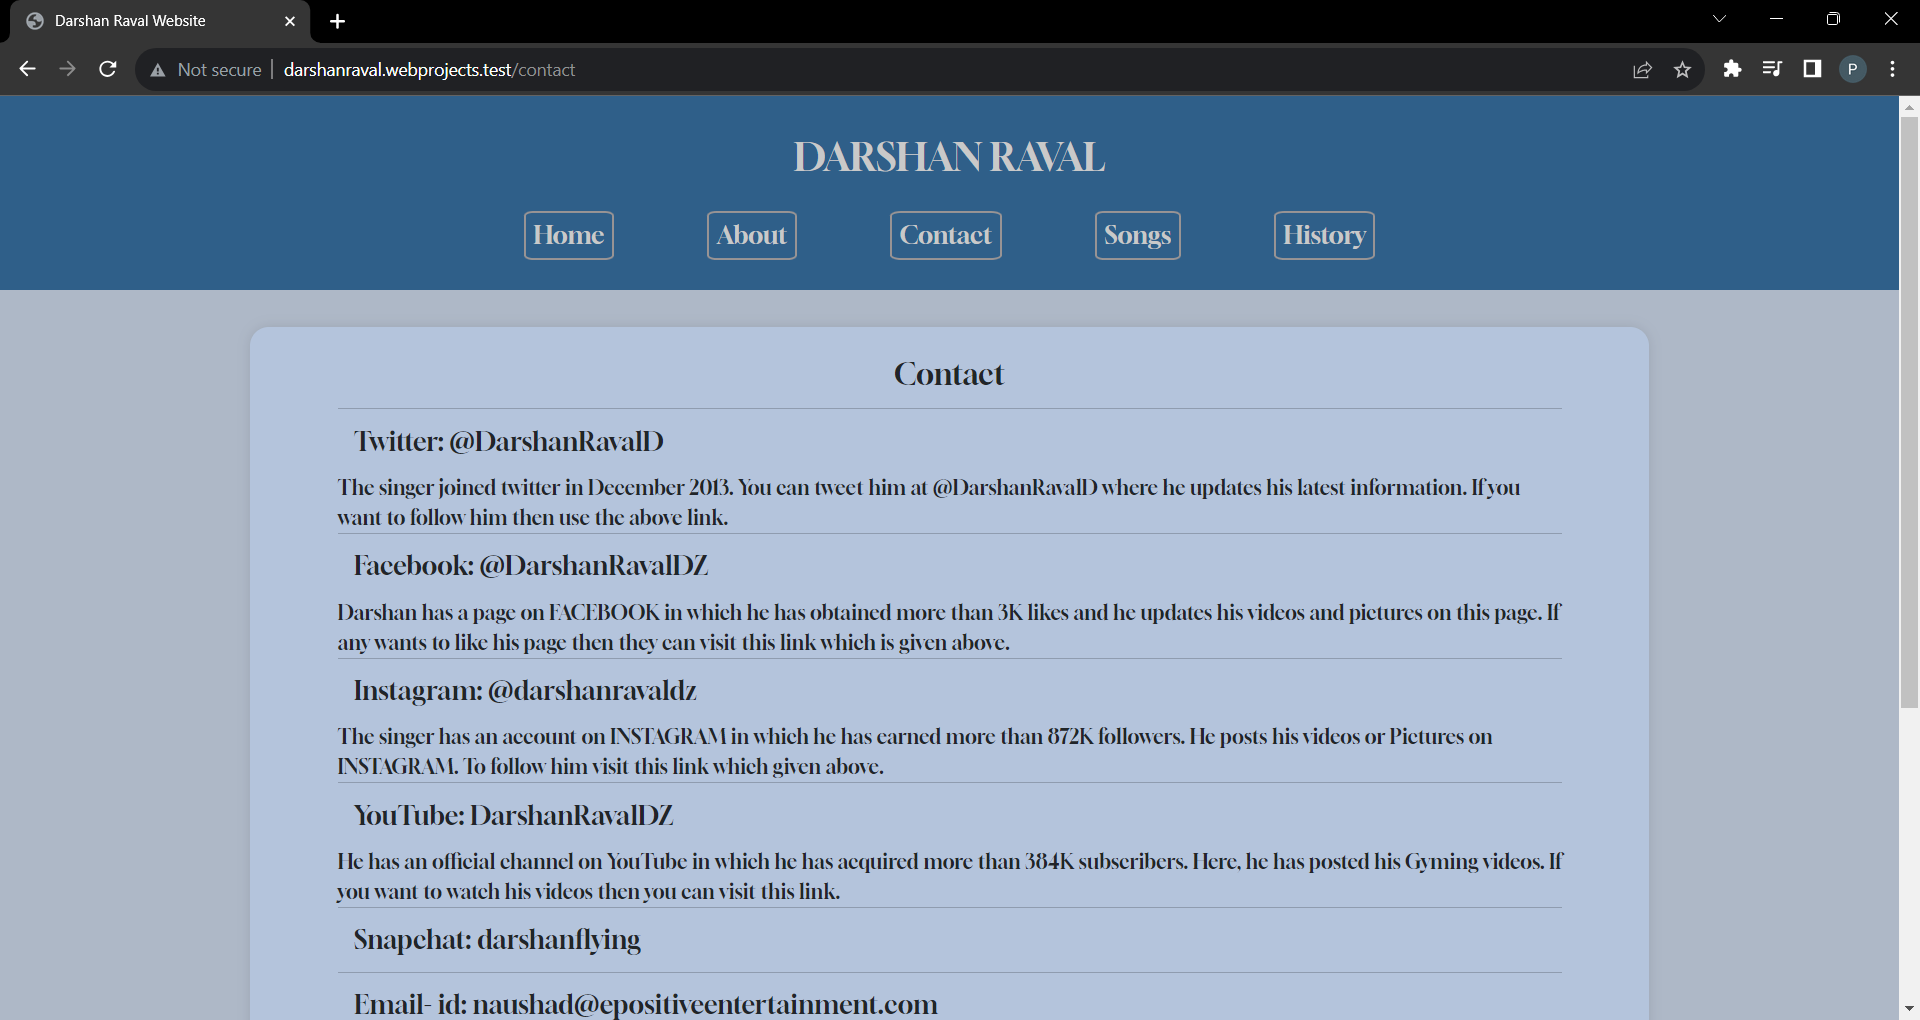 Darshan Raval Website
Not secure
darshanraval.webprojects.test/contact
P
DARSHAN RAVAL
Home About Contact Songs History
Contact
Twitter: @DarshanRavalD
The singer joined twitter in December 2013. You can tweet him at @DarshanRavalD where he updates his latest information. If you
want to follow him then use the above link.
Facebook: @DarshanRavalDZ
Darshan has a page on FACEBOOK in which he has obtained more than 3K likes and he updates his videos and pictures on this page. If
any wants to like his page then they can visit this link which is given above.
Instagram: @darshanravaldz
The singer has an account on INSTAGRAM in which he has earned more than 872K followers. He posts his videos or Pictures on
INSTAGRAM. To follow him visit this link which given above.
YouTube: DarshanRavalDZ
He has an official channel on YouTube in which he has acquired more than 384K subscribers. Here, he has posted his Gyming videos. If
you want to watch his videos then you can visit this link.
Snapchat: darshanflying
Email- id: naushad@epositiveentertainment.com